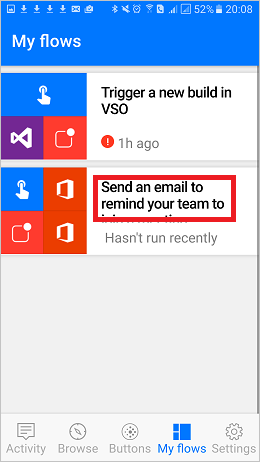 52% 20:08
My flows
Trigger a new build in
VSO
1h ago
Send an email to
remind your team to
Hasn't run recently
Activity Browse Buttons My flows Settings